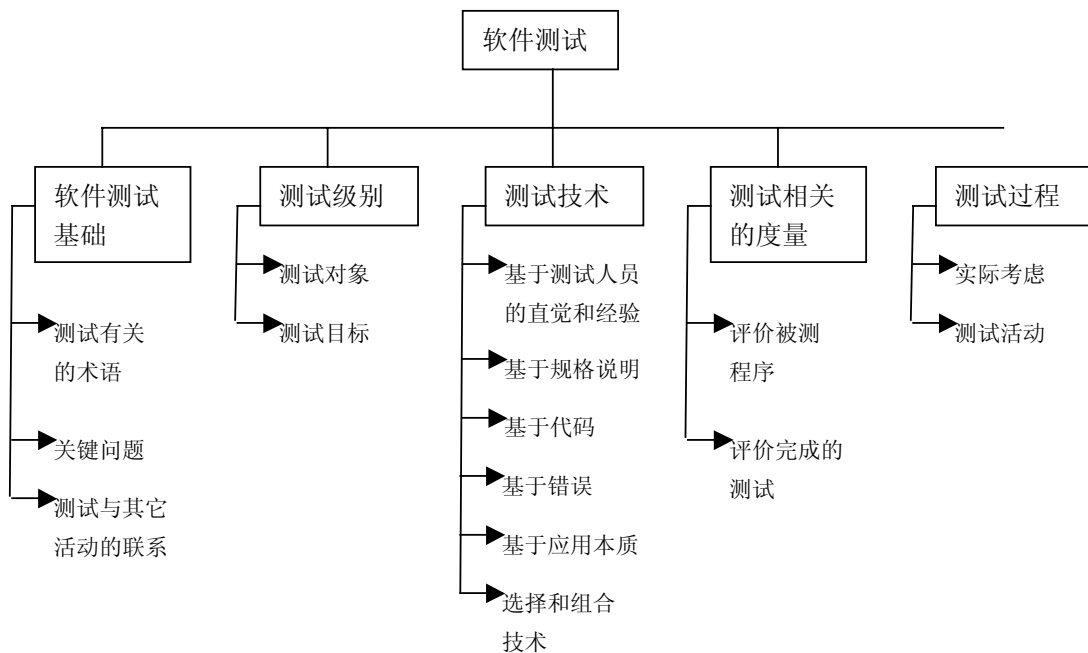 软件测试
软件测试
基础
测试有关
的术语
关键问题
测试与其它
活动的联系
测试级别
测试对象
测试目标
测试技术
基于测试人员
的直觉和经验
基于规格说明
基于代码
基于错误
基于应用本质
选择和组合
技术
测试相关
的度量
评价被测
程序
评价完成的
测试
测试过程
实际考虑
测试活动